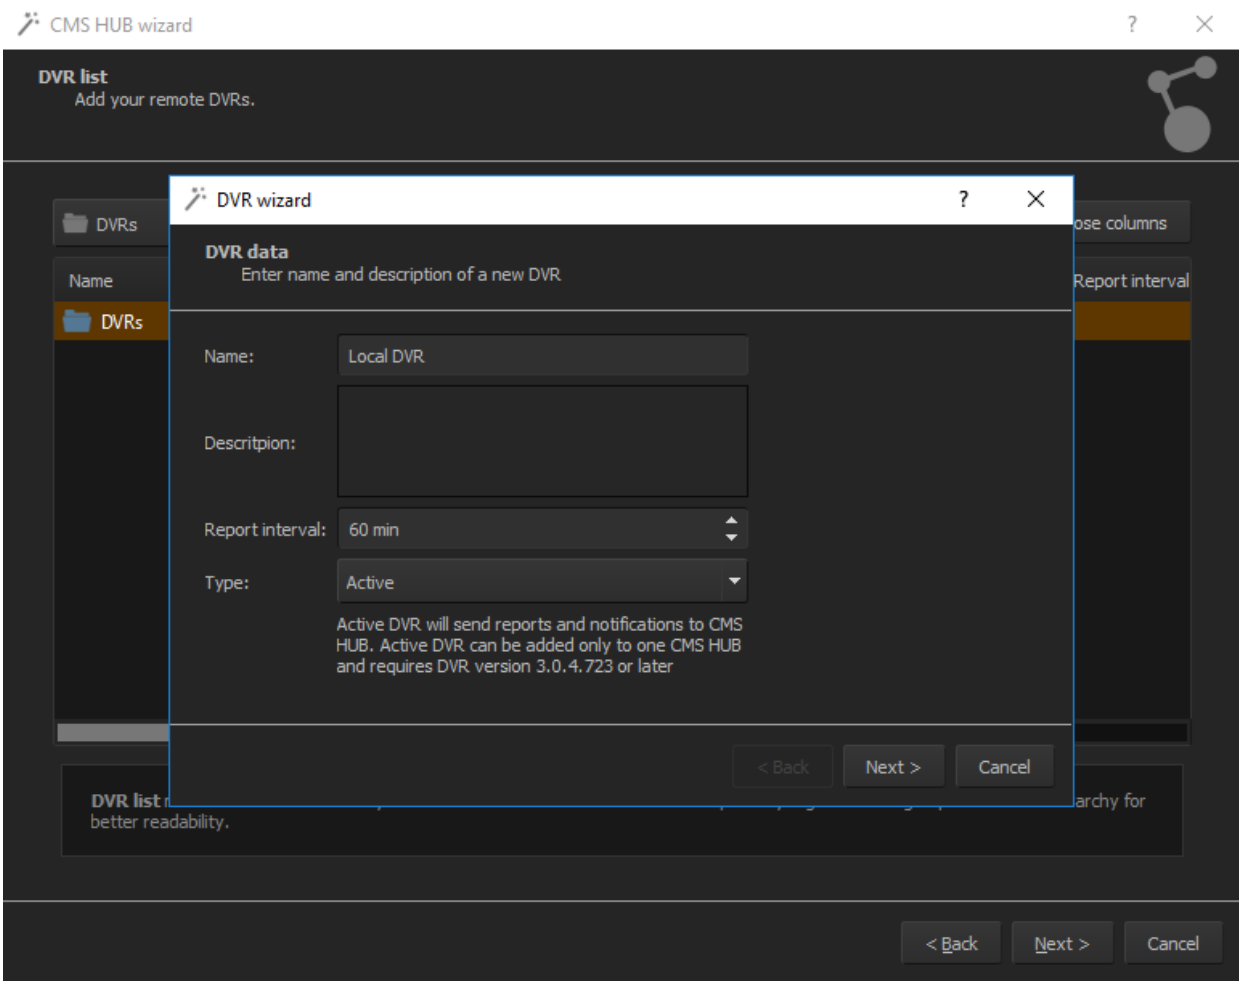 CMS HUB wizard
?
DVR list
Add your remote DVRs.
DVRs
ose columns
Name
Report interval
DVRs
DVR wizard
?
DVR data
Enter name and description of a new DVR
Name:
Local DVR
Descritpion:
Report interval:
60 min
Type:
Active
Active DVR will send reports and notifications to CMS
HUB. Active DVR can be added only to one CMS HUB
and requires DVR version 3.0.4.723 or later
< Back
Next >
Cancel
DVR list
archy for
better readability.
< Back
Next >
Cancel